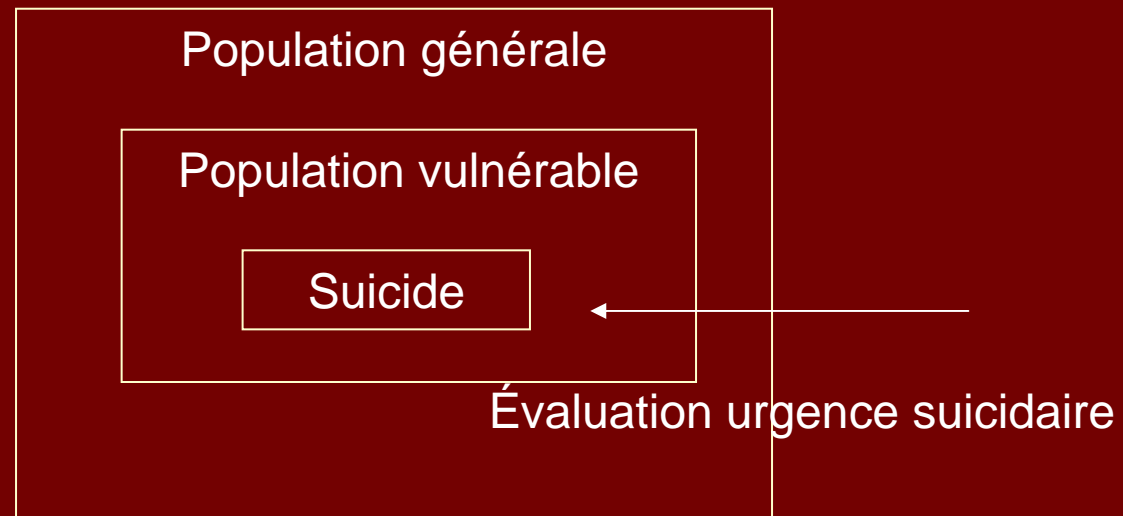 Population générale
Population vulnérable
Suicide
Évaluation urgence suicidaire